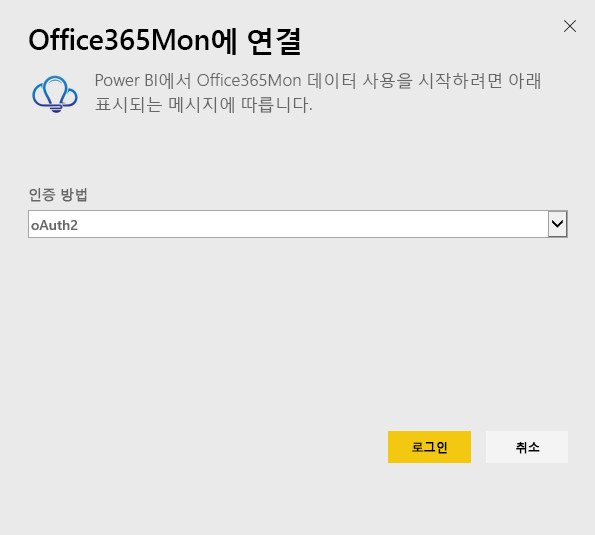 Office365Mon에 연결
Power BI에서 Office365Mon 데이터 사용을 시작하려면 아래
표시되는 메시지에 따릅니다.
인증 방법
oAuth2
로그인
취소